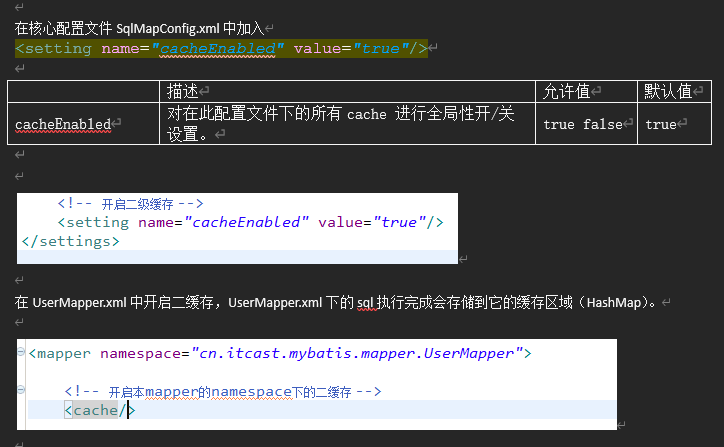 在核心配置文件 SqlMapConfig.xml 中加入
<setting name="cacheEnabled" value="true"/>
描述 允许值 默认值
cacheEnabled 对在此配置文件下的所有 cache 进行全局性开/关设置。 true false true
<!-- 开启二级缓存 -->
<setting name="cacheEnabled" value="true"/>
</settings>
在 UserMapper.xml 中开启二缓存，UserMapper.xml 下的 sql 执行完成会存储到它的缓存区域（HashMap）。
<mapper namespace="cn.itcast.mybatis.mapper.UserMapper">
<!-- 开启本mapper的namespace下的二缓存 -->
<cache/>